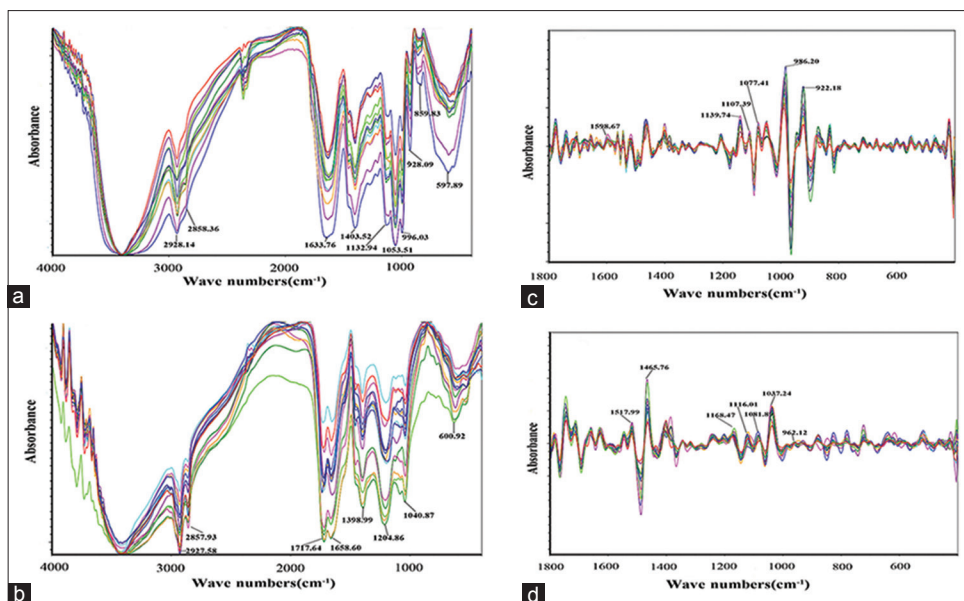 Absorbance
2928.14
2858.36
1633.76
1403.52
1132.94
1053.51
996.03
928.09
859.83
597.89
4000 3000 2000 1000
Wave numbers(cm-1)
a
Absorbance
1598.67
1139.74
1107.39
1077.41
986.20
922.18
1800 1600 1400 1200 1000 800 600
Wave numbers(cm-1)
c
Absorbance
2857.93
2927.58
1717.64
1658.60
1398.99
1204.86
1040.87
600.92
4000 3000 2000 1000
Wave numbers(cm-1)
b
Absorbance
1517.99
1465.76
1168.47
1116.01
1081.8
1037.24
962.12
1800 1600 1400 1200 1000 800 600
Wave numbers(cm-1)
d